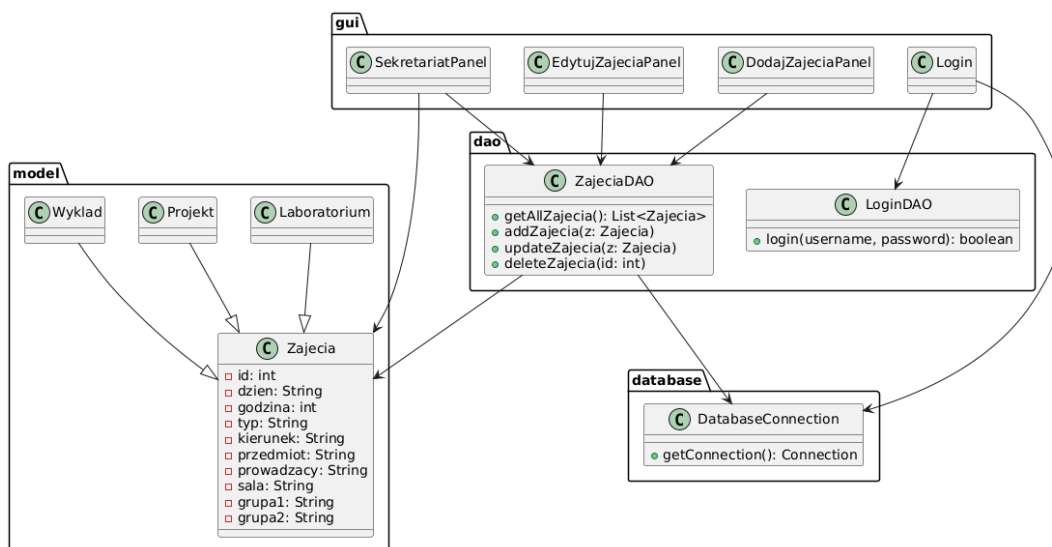 gui
C SekretariatPanel
C EdytujZajeciaPanel
C DodajZajeciaPanel
C Login
dao
C ZajeciaDAO
getAllZajecia(): List<Zajecia>
addZajecia(z: Zajecia)
updateZajecia(z: Zajecia)
deleteZajecia(id: int)
C LoginDAO
login(username, password): boolean
model
C Wyklad
C Projekt
C Laboratorium
C Zajecia
id: int
dzien: String
godzina: int
typ: String
kierunek: String
przedmiot: String
prowadzacy: String
sala: String
grupa1: String
grupa2: String
database
C DatabaseConnection
getConnection(): Connection